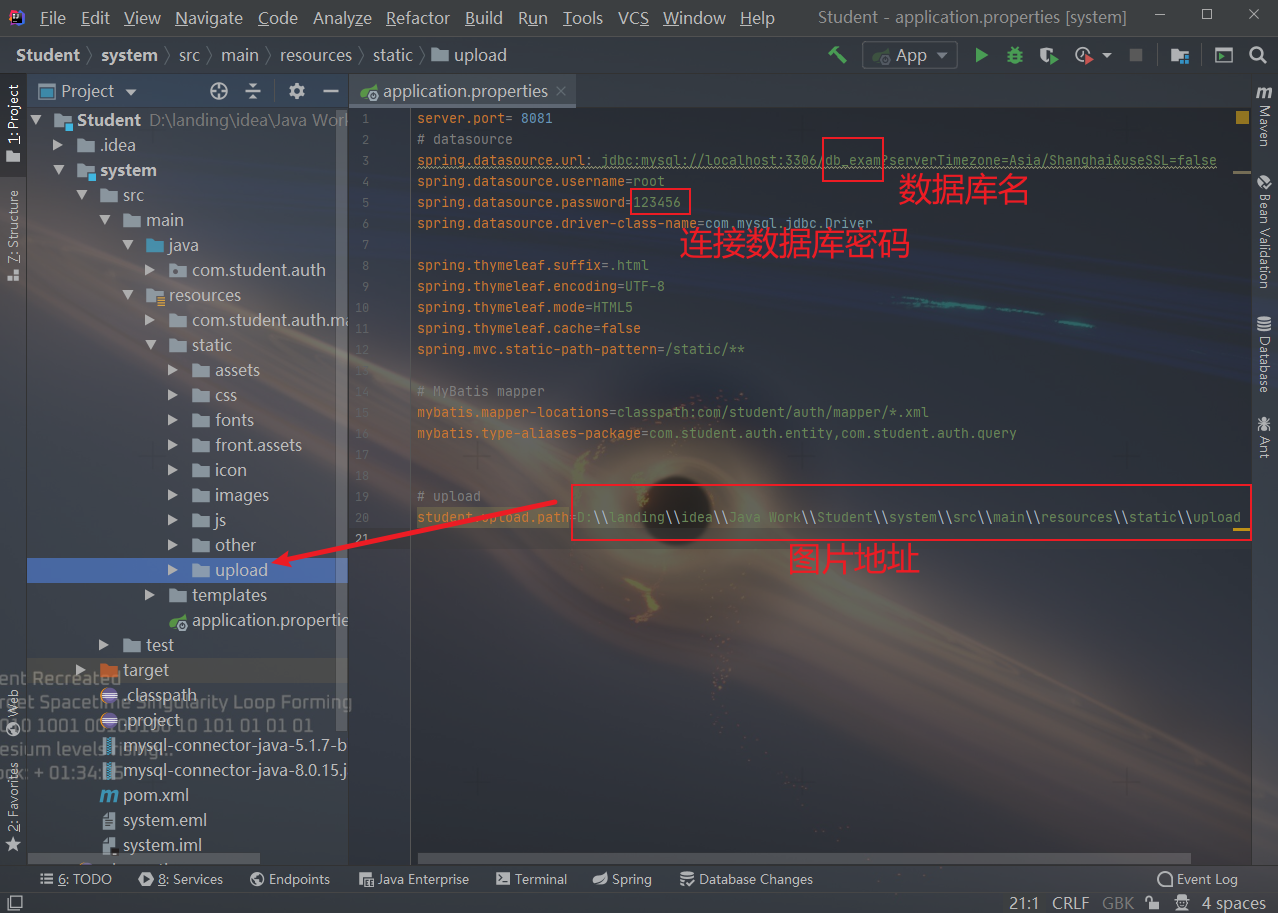 File Edit View Navigate Code Analyze Refactor Build Run Tools VCS Window Help Student - application.properties [system]
Student system src main resources static upload App
1: Project
Z: Structure
Web
2: Favorites
Project
Student D:\landing\idea\Java Wor
.idea
system
src
main
java
com.student.auth
resources
com.student.auth.ma
static
assets
css
fonts
front.assets
icon
images
js
other
upload
templates
application.propertie
test
target
.classpath
.project
mysql-connector-java-5.1.7-b
mysql-connector-java-8.0.15.j
pom.xml
system.eml
system.iml
ent Recreated
Spacetime Singularity Loop Forming
application.properties
1 server.port= 8081
2 # datasource
3 spring.datasource.url: jdbc:mysql://localhost:3306/db_exam?serverTimezone=Asia/Shanghai&useSSL=false
4 spring.datasource.username=root
数据库名
5 spring.datasource.password=123456
6 spring.datasource.driver-class-name=com.mysql.jdbc.Driver
连接数据库密码
7
8 spring.thymeleaf.suffix=.html
9 spring.thymeleaf.encoding=UTF-8
10 spring.thymeleaf.mode=HTML5
11 spring.thymeleaf.cache=false
12 spring.mvc.static-path-pattern=/static/**
13
14 # MyBatis mapper
15 mybatis.mapper-locations=classpath:com/student/auth/mapper/*.xml
16 mybatis.type-aliases-package=com.student.auth.entity,com.student.auth.query
17
18
19 # upload
20 student.upload.path=D:\\landing\\idea\\Java Work\\Student\\system\\src\\main\\resources\\static\\upload
21
图片地址
Maven
Bean Validation
Database
Ant
6: TODO 8: Services Endpoints Java Enterprise Terminal Spring Database Changes Event Log
21:1 CRLF GBK 4 spaces